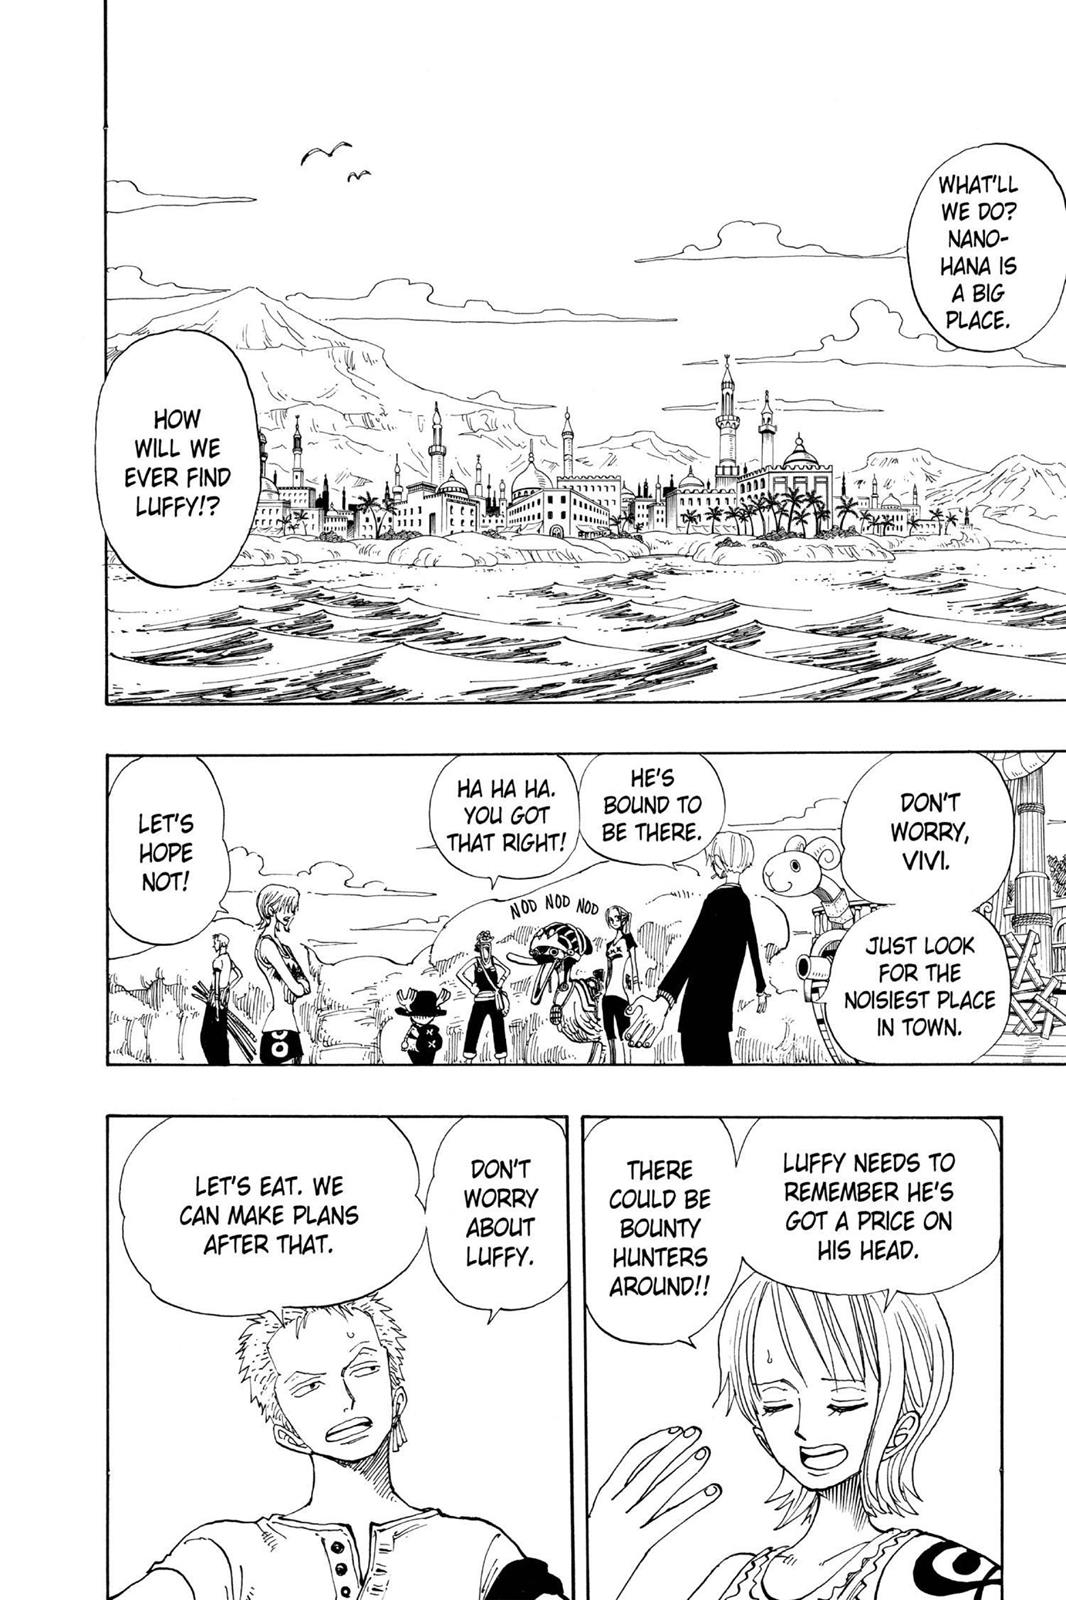 WHAT'LL
WE DO?
NANO-
HANA IS
A BIG
PLACE.
HOW
WILL WE
EVER FIND
LUFFY!?
DON'T
WORRY,
VIVI.
JUST LOOK
FOR THE
NOISIEST PLACE
IN TOWN.
HE'S
BOUND TO
BE THERE.
HA HA HA.
YOU GOT
THAT RIGHT!
NOD NOD NOD
LET'S
HOPE
NOT!
LUFFY NEEDS TO
REMEMBER HE'S
GOT A PRICE ON
HIS HEAD.
THERE
COULD BE
BOUNTY
HUNTERS
AROUND!!
DON'T
WORRY
ABOUT
LUFFY.
LET'S EAT. WE
CAN MAKE PLANS
AFTER THAT.